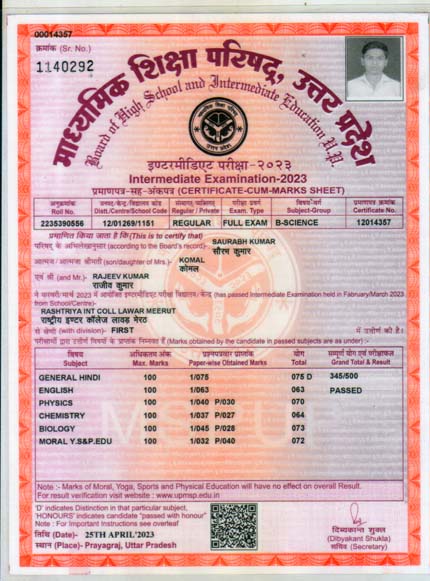 00014357
क्रमांक (Sr. No.)
1140292
माध्यमिक शिक्षा परिषद्, उत्तर प्रदेश
Board of High School and Intermediate Education, U.P.
इण्टरमीडिएट परीक्षा -२०२३
Intermediate Examination-2023
प्रमाणपत्र-सह-अंकपत्र (CERTIFICATE-CUM-MARKS SHEET)
अनुक्रमांक जनपद/केन्द्र/विद्यालय कोड संस्थागत/व्यक्तिगत परीक्षा प्रकार विषय-वर्ग प्रमाणपत्र क्रमांक
Roll No. Distt./Centre/School Code Regular / Private Exam. Type Subject-Group Certificate No.
2235390556 12/01269/1151 REGULAR FULL EXAM B-SCIENCE 12014357
प्रमाणित किया जाता है कि (This is to certify that)
परिषद् के अभिलेखानुसार (according to the Board's record)- SAURABH KUMAR
सौरभ कुमार
आत्मज / आत्मजा श्रीमती (son/daughter of Mrs.)- KOMAL
कोमल
एवं श्री (and Mr.)- RAJEEV KUMAR
राजीव कुमार
ने फरवरी/मार्च 2023 में आयोजित इण्टरमीडिएट परीक्षा विद्यालय/केन्द्र (has passed Intermediate Examination held in February/March 2023
from School/Centre)-
RASHTRIYA INT COLL LAWAR MEERUT
राष्ट्रीय इण्टर कॉलेज लावड़ मेरठ
से श्रेणी (with division)- FIRST में उत्तीर्ण की है।
परीक्षार्थी द्वारा उत्तीर्ण विषयों के प्राप्तांक निम्नवत हैं (Marks obtained by the candidate in passed subjects are as under) :-
विषय अधिकतम अंक प्रश्नपत्रवार प्राप्तांक योग सम्पूर्ण योग एवं परीक्षाफल
Subject Max. Marks Paper-wise Obtained Marks Total Grand Total & Result
GENERAL HINDI 100 1/075 075 D 345/500
ENGLISH 100 1/063 063 PASSED
PHYSICS 100 1/040 P/030 070
CHEMISTRY 100 1/037 P/027 064
BIOLOGY 100 1/045 P/028 073
MORAL Y.S&P.EDU 100 1/032 P/040 072
Note :- Marks of Moral, Yoga, Sports and Physical Education will have no effect on overall Result.
For result verification visit website : www.upmsp.edu.in
'D' indicates Distinction in that particular subject,
'HONOURS' indicates candidate "passed with honour"
Note : For Important Instructions see overleaf
तिथि (Date)- 25TH APRIL'2023
स्थान (Place)- Prayagraj, Uttar Pradesh
दिव्यकान्त शुक्ल
(Dibyakant Shukla)
सचिव (Secretary)